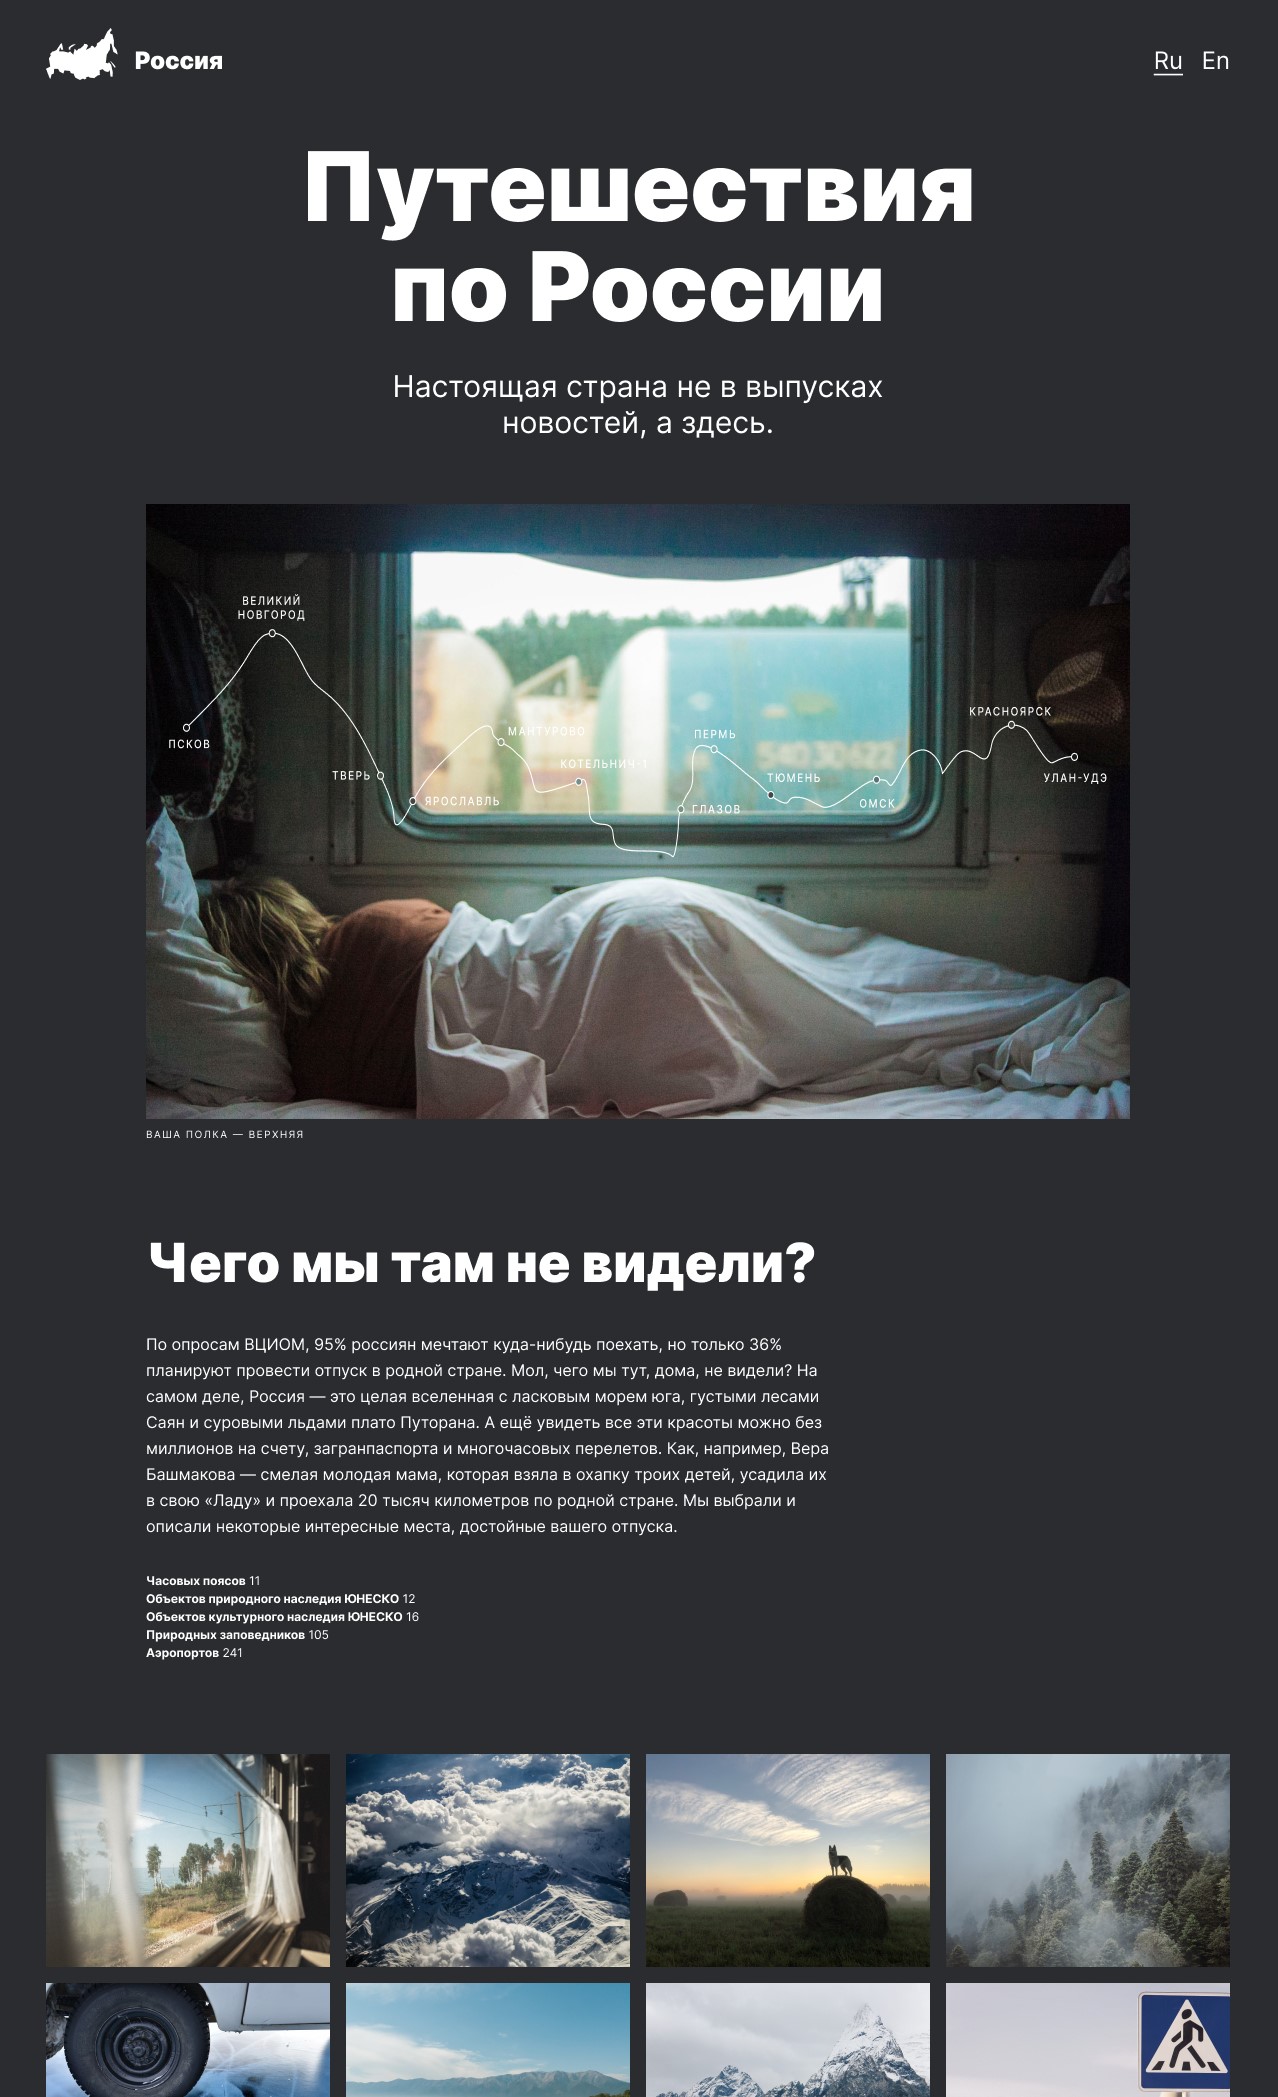 Россия
Ru En
Путешествия
по России
Настоящая страна не в выпусках
новостей, а здесь.
ВЕЛИКИЙ
НОВГОРОД
ПСКОВ
ТВЕРЬ
ЯРОСЛАВЛЬ
МАНТУРОВО
КОТЕЛЬНИЧ-1
ГЛАЗОВ
ПЕРМЬ
ТЮМЕНЬ
ОМСК
КРАСНОЯРСК
УЛАН-УДЭ
ВАША ПОЛКА — ВЕРХНЯЯ
Чего мы там не видели?
По опросам ВЦИОМ, 95% россиян мечтают куда-нибудь поехать, но только 36%
планируют провести отпуск в родной стране. Мол, чего мы тут, дома, не видели? На
самом деле, Россия — это целая вселенная с ласковым морем юга, густыми лесами
Саян и суровыми льдами плато Путорана. А ещё увидеть все эти красоты можно без
миллионов на счету, загранпаспорта и многочасовых перелетов. Как, например, Вера
Башмакова — смелая молодая мама, которая взяла в охапку троих детей, усадила их
в свою «Ладу» и проехала 20 тысяч километров по родной стране. Мы выбрали и
описали некоторые интересные места, достойные вашего отпуска.
Часовых поясов 11
Объектов природного наследия ЮНЕСКО 12
Объектов культурного наследия ЮНЕСКО 16
Природных заповедников 105
Аэропортов 241